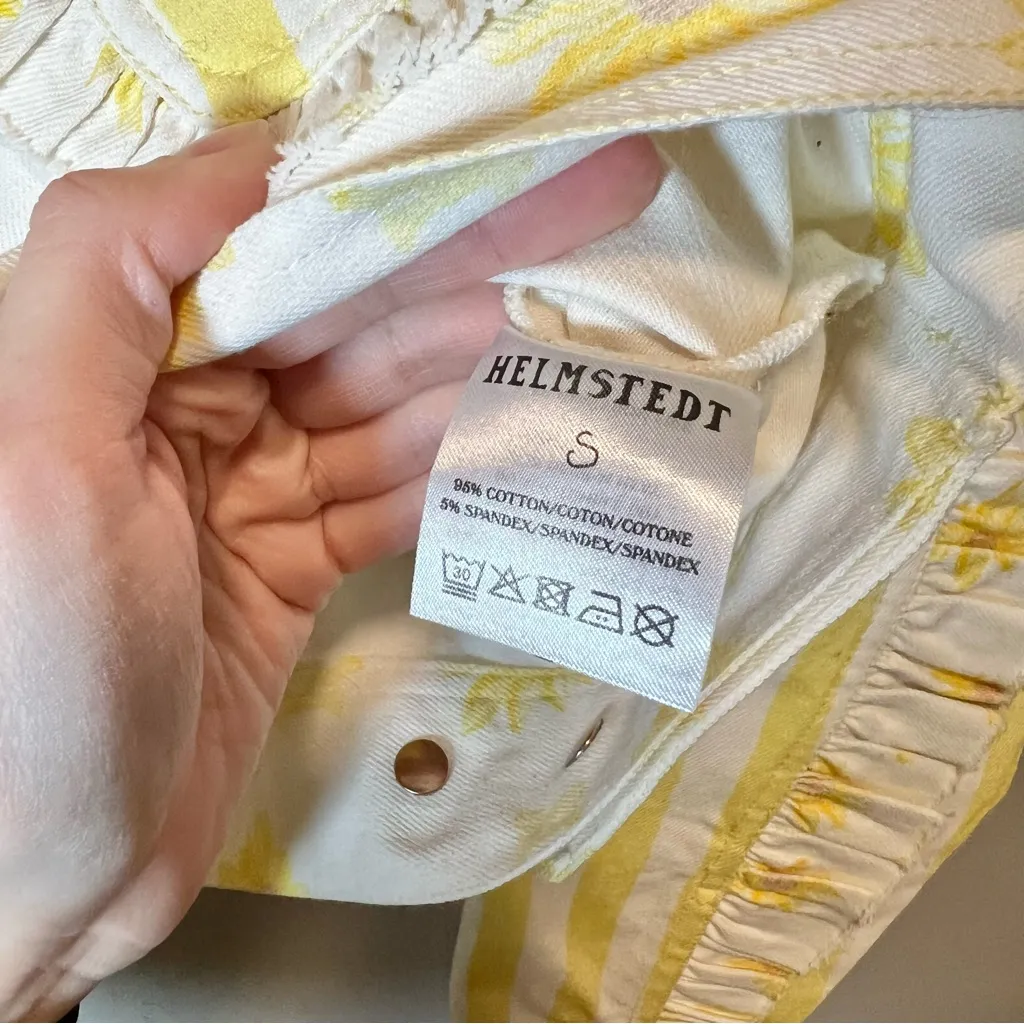 HELMSTEDT
S
95% COTTON/COTON/COTONE
5% SPANDEX/SPANDEX/SPANDEX
30